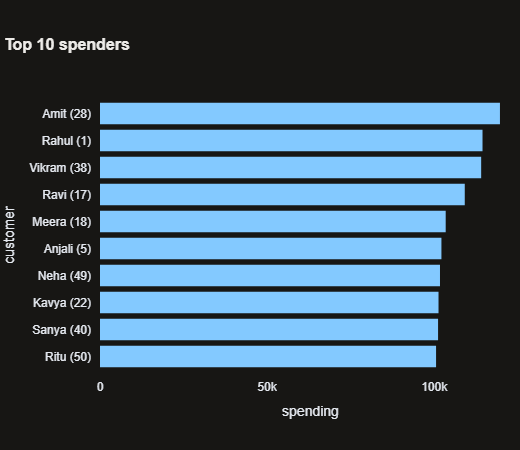 Top 10 spenders
customer
Amit (28)
Rahul (1)
Vikram (38)
Ravi (17)
Meera (18)
Anjali (5)
Neha (49)
Kavya (22)
Sanya (40)
Ritu (50)
0 50k 100k
spending